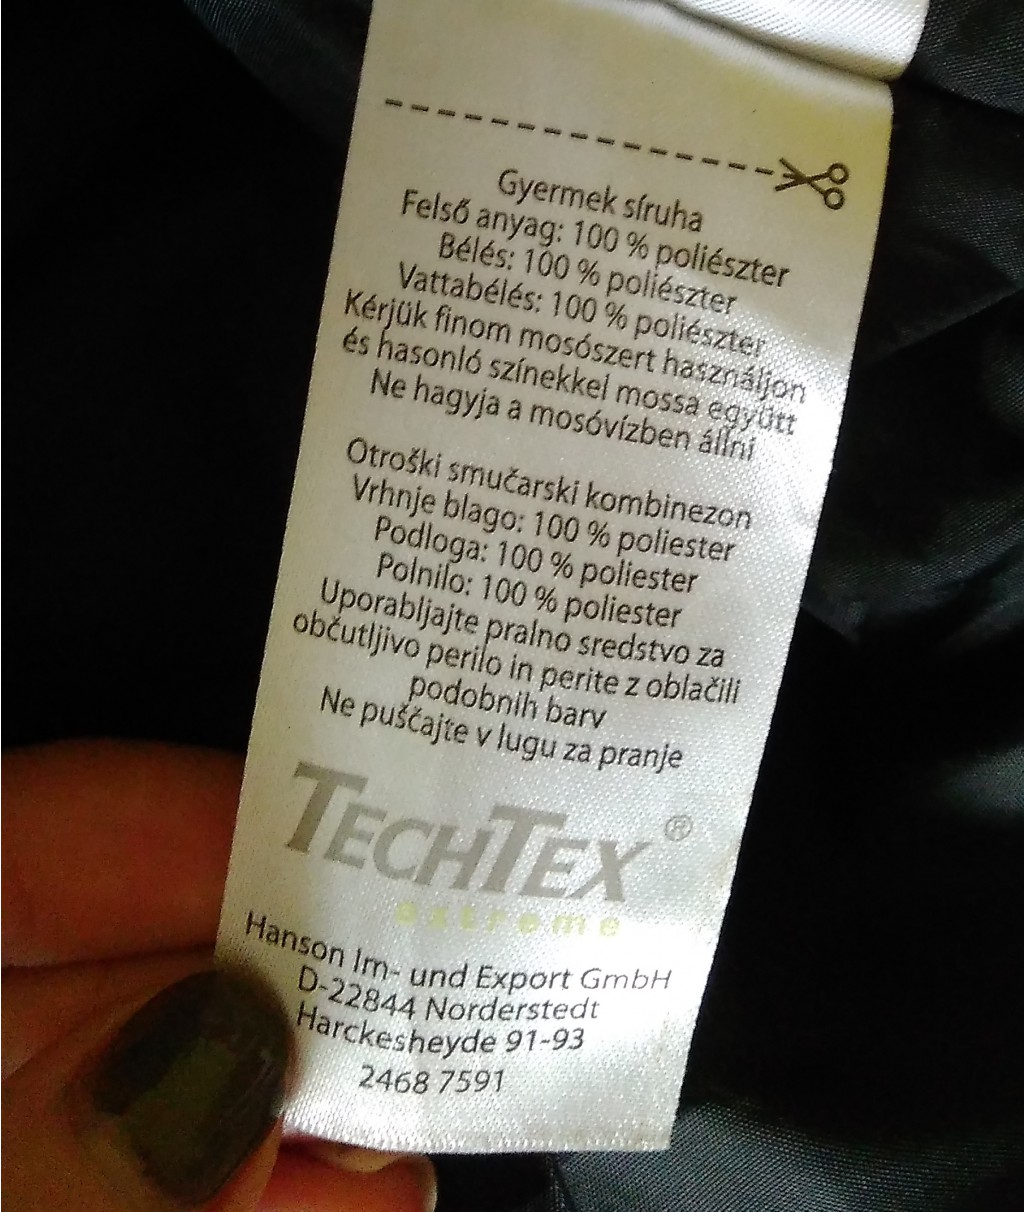 Gyermek síruha
Felső anyag: 100 % poliészter
Bélés: 100 % poliészter
Vattabélés: 100 % poliészter
Kérjük finom mosószert használjon
és hasonló színekkel mossa együtt
Ne hagyja a mosóvízben állni
Otroški smučarski kombinezon
Vrhnje blago: 100 % poliester
Podloga: 100 % poliester
Polnilo: 100 % poliester
Uporabljajte pralno sredstvo za
občutljivo perilo in perite z oblačili
podobnih barv
Ne puščajte v lugu za pranje
TECHTEX ®
extreme
Hanson Im- und Export GmbH
D-22844 Norderstedt
Harckesheyde 91-93
2468 7591